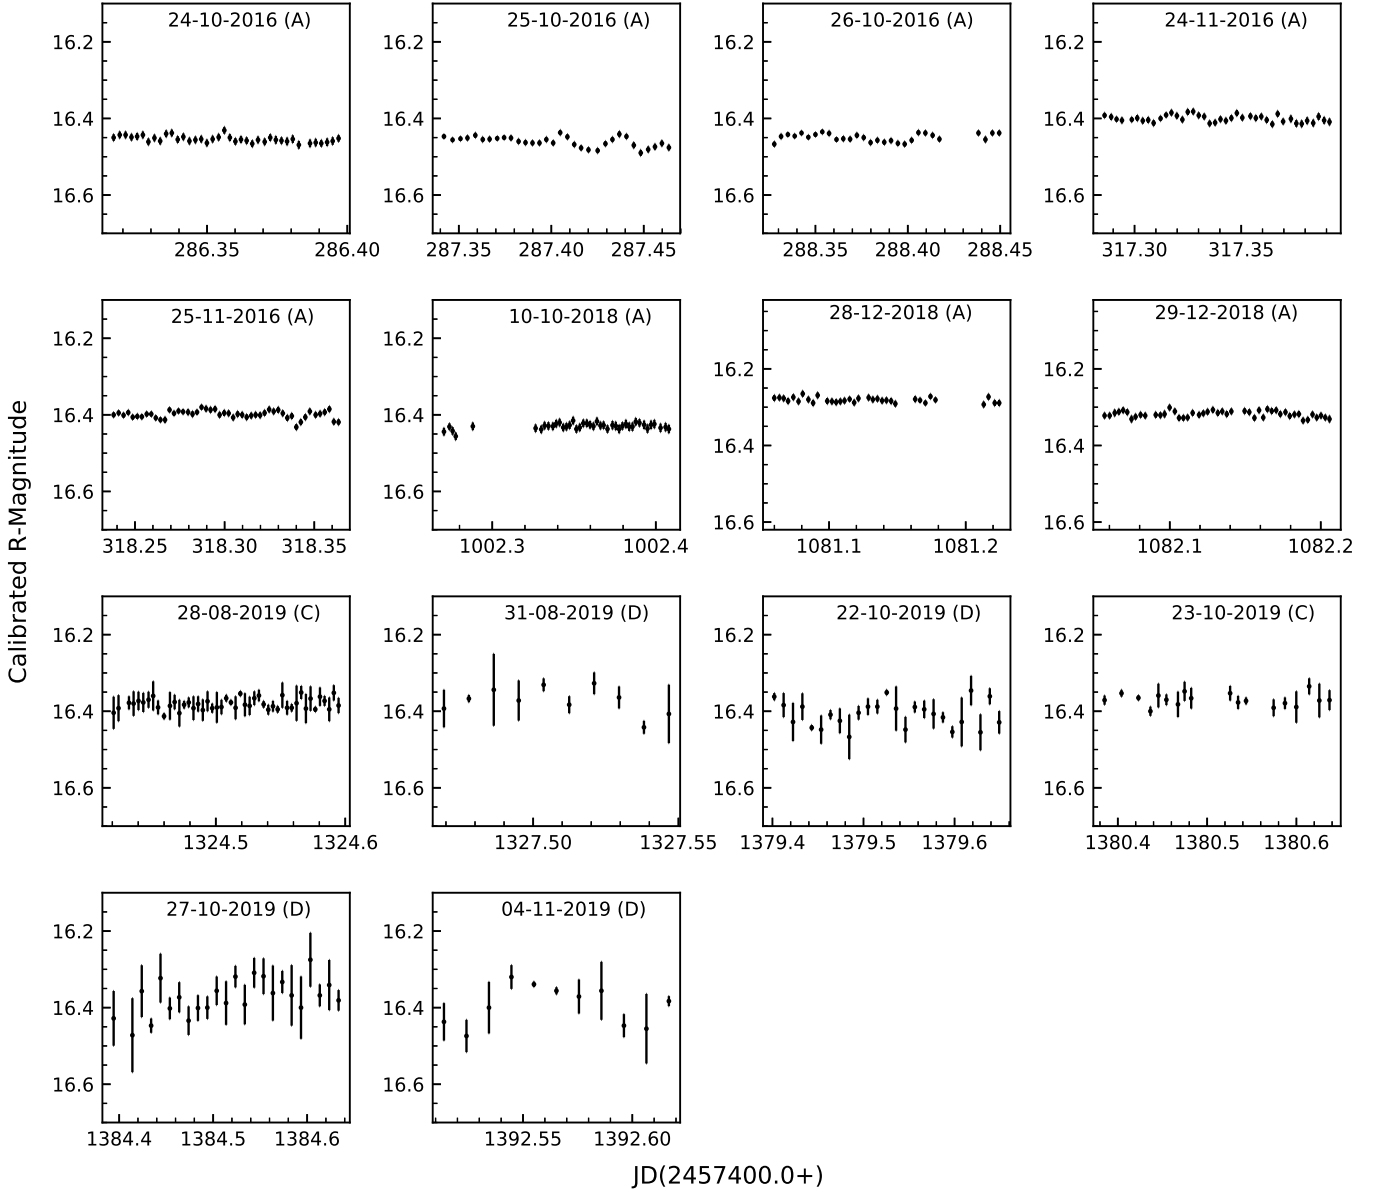 24-10-2016 (A)
16.2
16.4
16.6
286.35 286.40
25-10-2016 (A)
16.2
16.4
16.6
287.35 287.40 287.45
26-10-2016 (A)
16.2
16.4
16.6
288.35 288.40 288.45
24-11-2016 (A)
16.2
16.4
16.6
317.30 317.35
25-11-2016 (A)
16.2
16.4
16.6
318.25 318.30 318.35
10-10-2018 (A)
16.2
16.4
16.6
1002.3 1002.4
28-12-2018 (A)
16.2
16.4
16.6
1081.1 1081.2
29-12-2018 (A)
16.2
16.4
16.6
1082.1 1082.2
Calibrated R-Magnitude
28-08-2019 (C)
16.2
16.4
16.6
1324.5 1324.6
31-08-2019 (D)
16.2
16.4
16.6
1327.50 1327.55
22-10-2019 (D)
16.2
16.4
16.6
1379.4 1379.5 1379.6
23-10-2019 (C)
16.2
16.4
16.6
1380.4 1380.5 1380.6
27-10-2019 (D)
16.2
16.4
16.6
1384.4 1384.5 1384.6
04-11-2019 (D)
16.2
16.4
16.6
1392.55 1392.60
JD(2457400.0+)